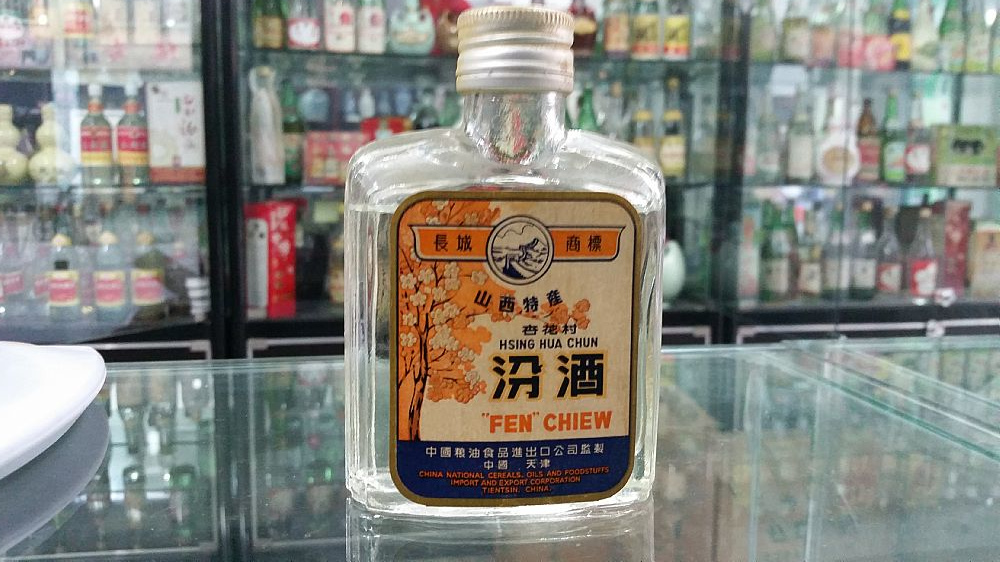 長城 商標
山西特產
杏花村
HSING HUA CHUN
汾酒
"FEN" CHIEW
中國粮油食品進出口公司監製
中國 天津
CHINA NATIONAL CEREALS, OILS AND FOODSTUFFS
IMPORT AND EXPORT CORPORATION
TIENTSIN, CHINA.